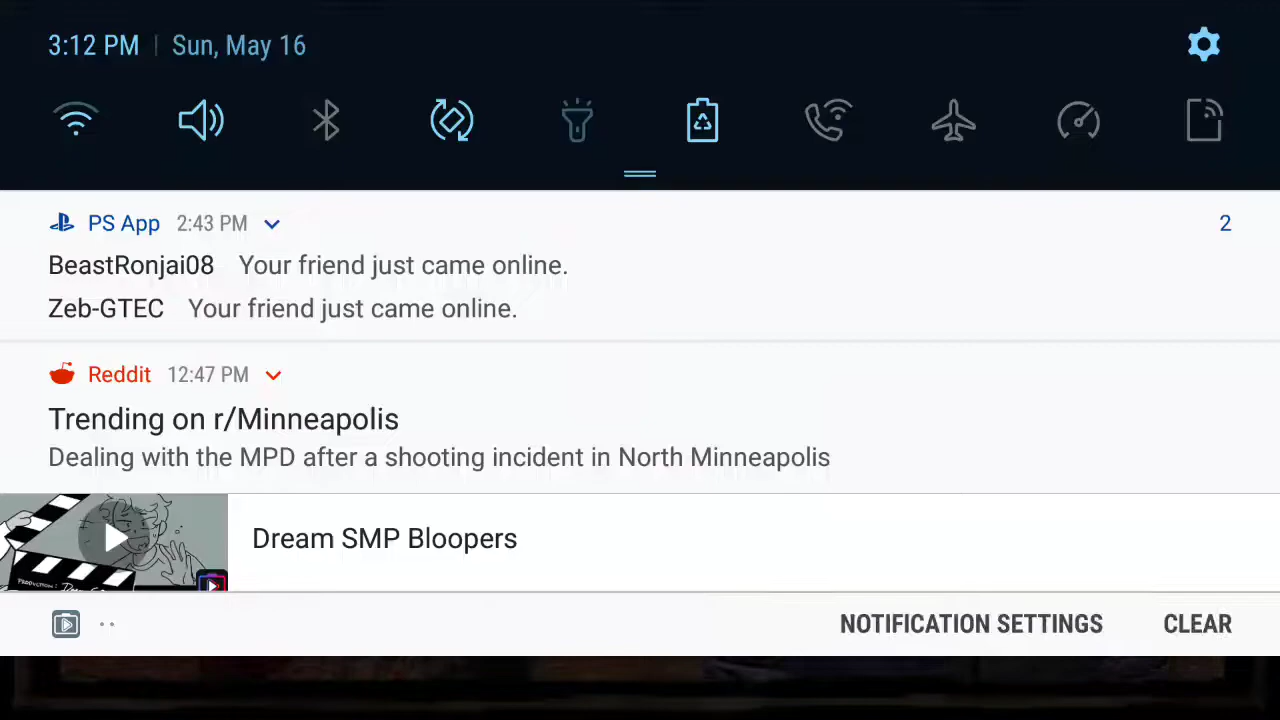 3:12 PM | Sun, May 16
PS App 2:43 PM 2
BeastRonjai08 Your friend just came online.
Zeb-GTEC Your friend just came online.
Reddit 12:47 PM
Trending on r/Minneapolis
Dealing with the MPD after a shooting incident in North Minneapolis
Dream SMP Bloopers
PRODUCTION:
NOTIFICATION SETTINGS CLEAR